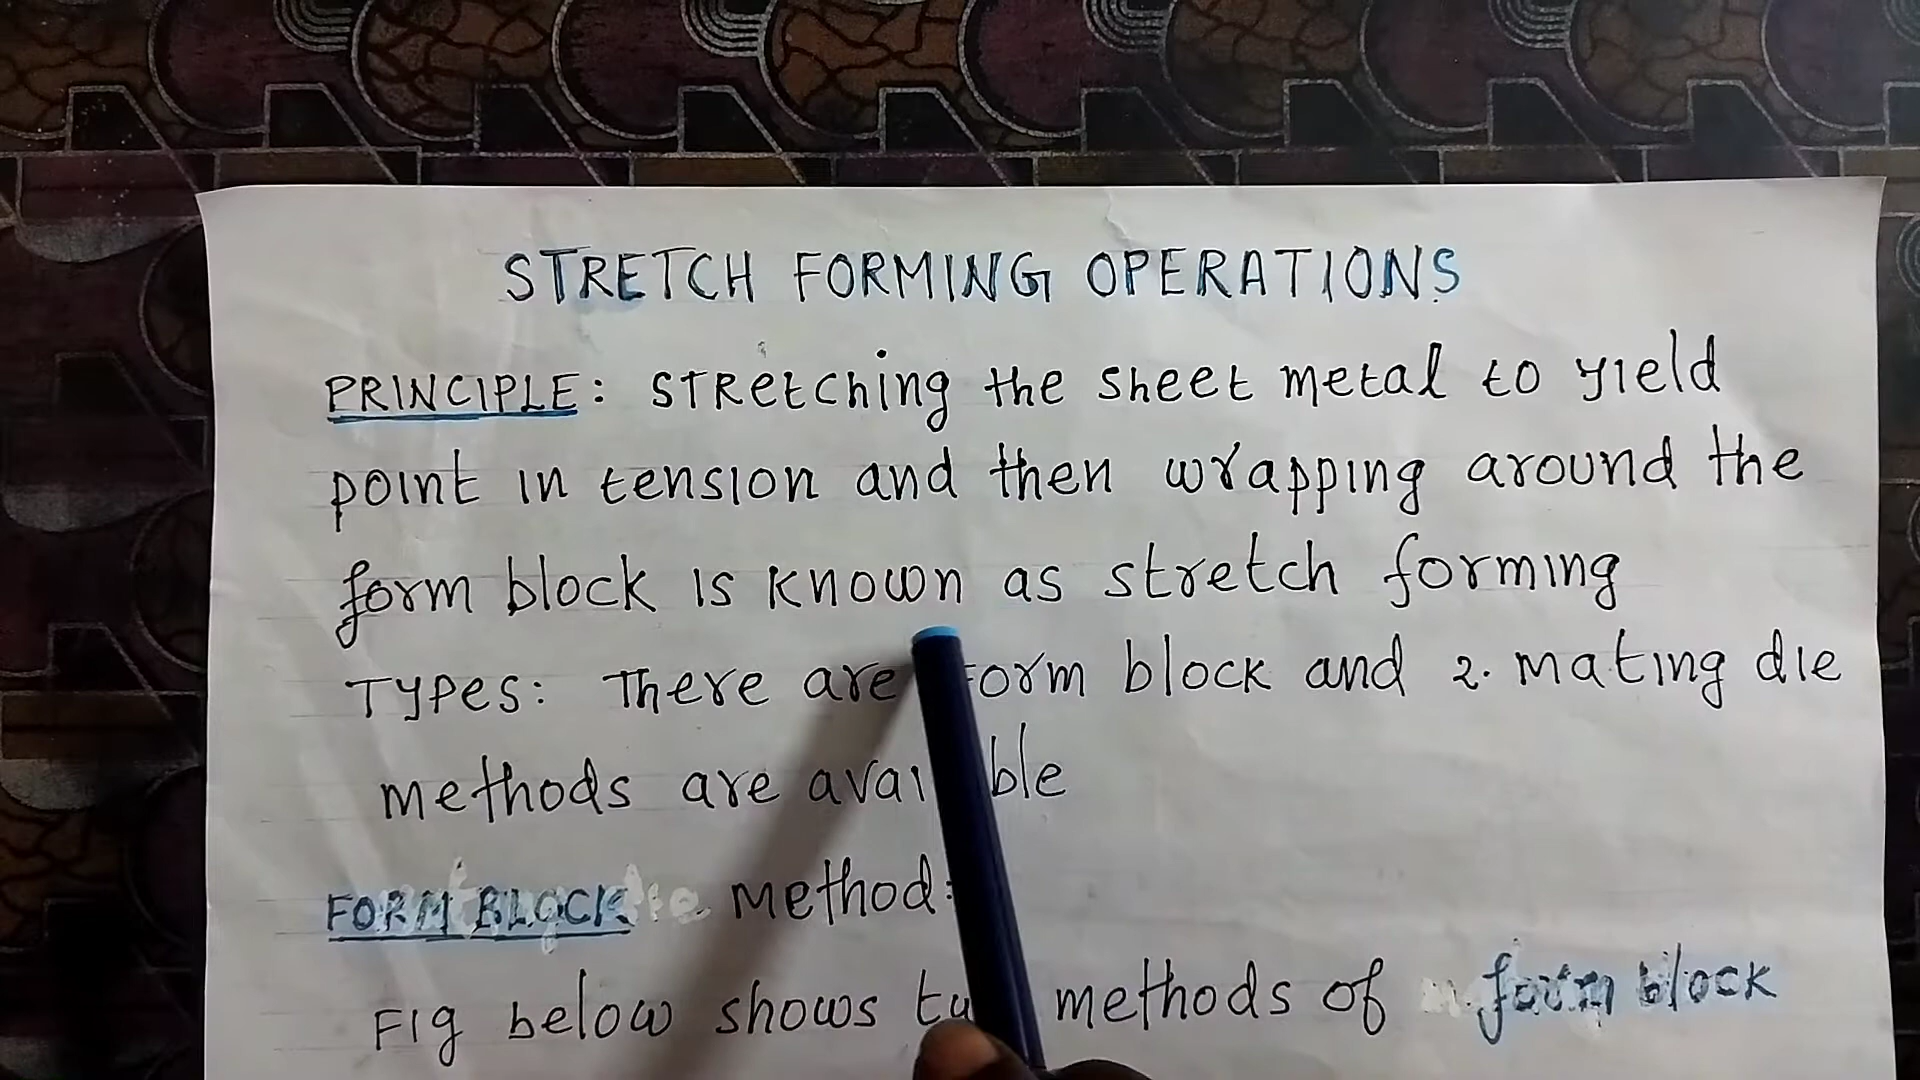 STRETCH FORMING OPERATIONS
PRINCIPLE: Stretching the sheet metal to yield
point in tension and then wrapping around the
form block is known as stretch forming
Types: There are form block and 2. mating die
methods are available
FORM BLOCK method:
Fig below shows methods of form block